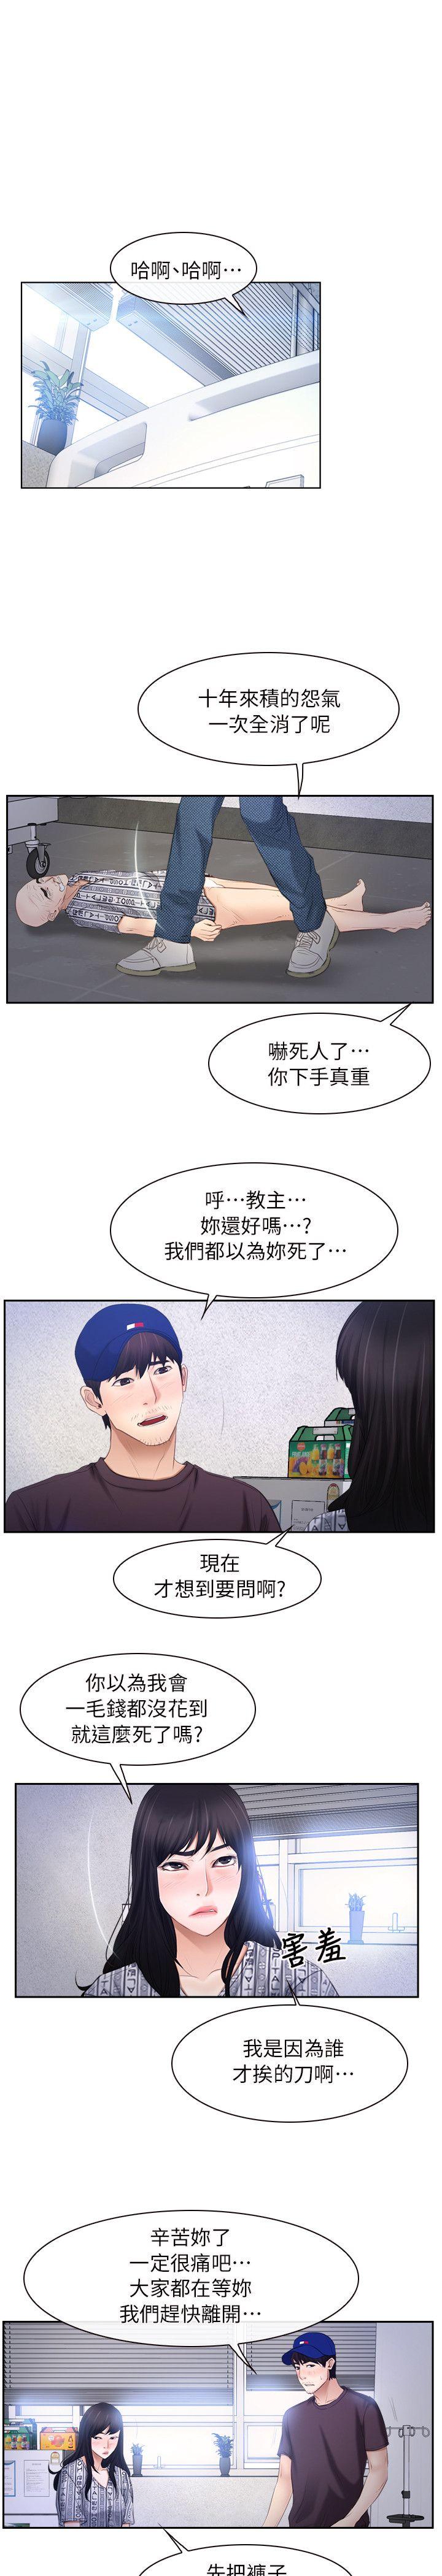 哈啊、哈啊…
十年來積的怨氣
一次全消了呢
嚇死人了…
你下手真重
呼…教主…
妳還好嗎…?
我們都以為妳死了…
現在
才想到要問啊?
你以為我會
一毛錢都沒花到
就這麼死了嗎?
害羞
我是因為誰
才挨的刀啊…
辛苦妳了
一定很痛吧…
大家都在等妳
我們趕快離開…
先把褲子